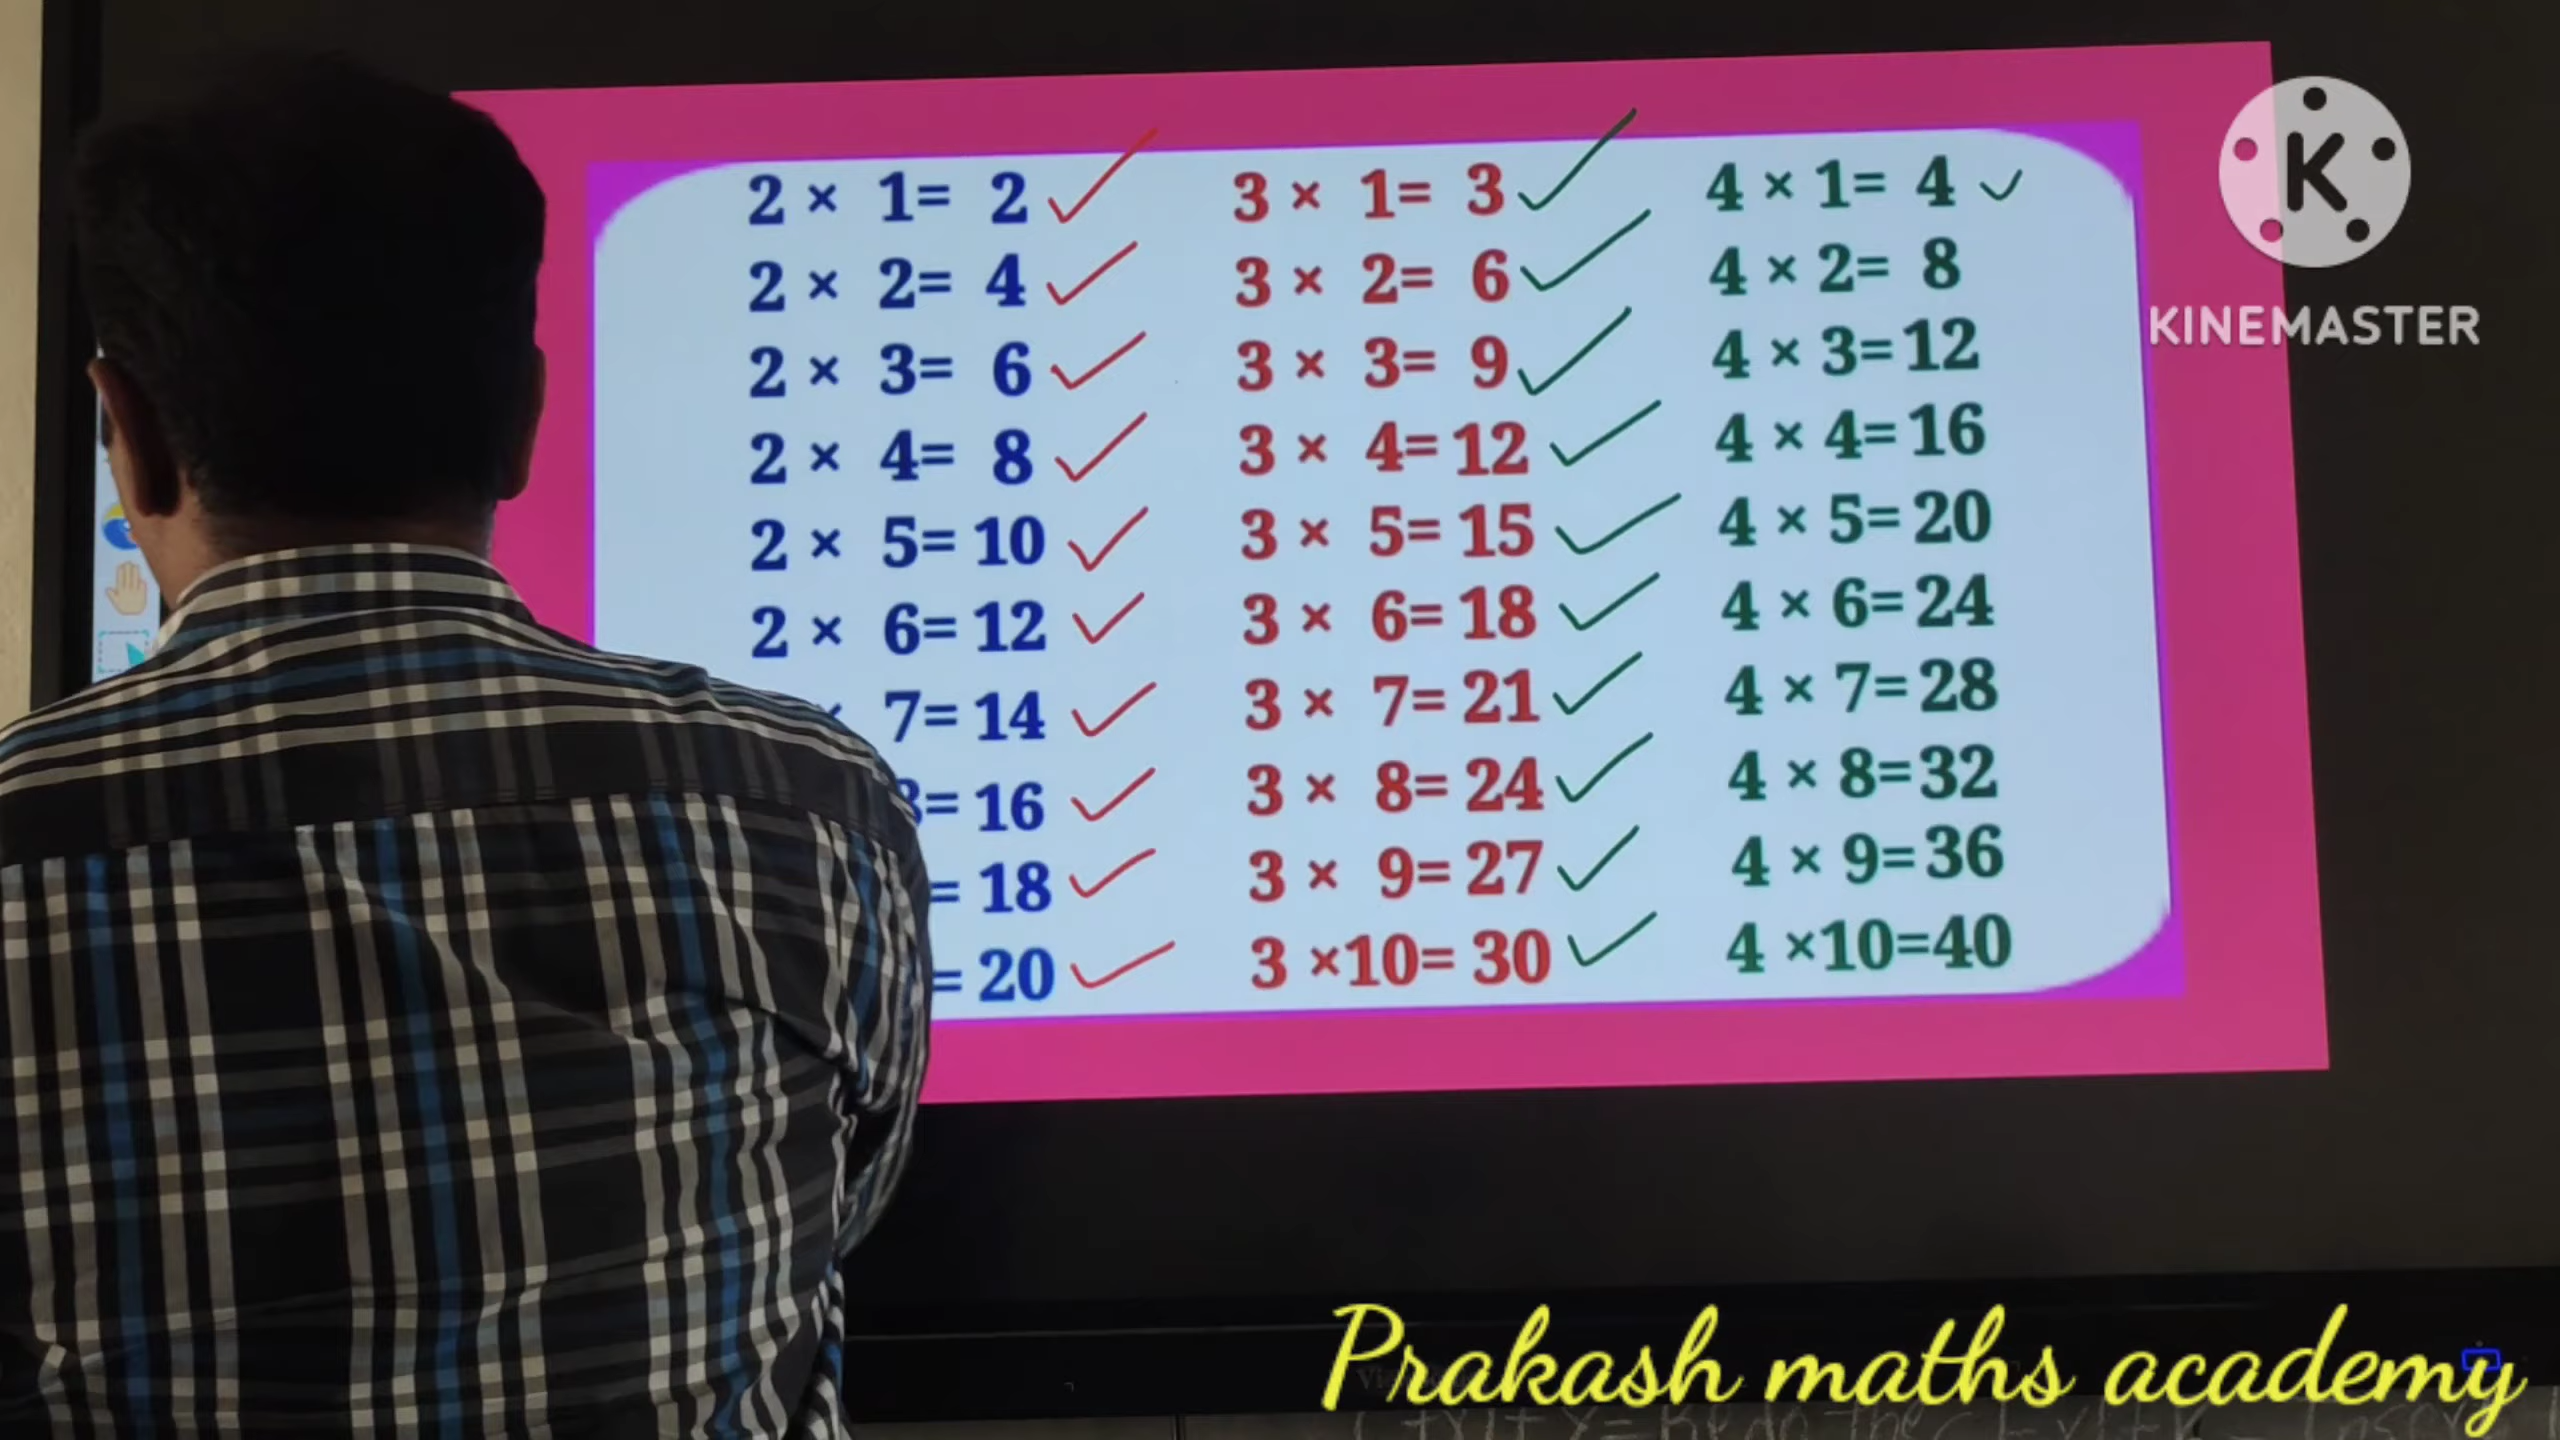 2 × 1= 2
2 × 2= 4
2 × 3= 6
2 × 4= 8
2 × 5= 10
2 × 6= 12
× 7= 14
= 16
= 18
= 20
3 × 1= 3
3 × 2= 6
3 × 3= 9
3 × 4= 12
3 × 5= 15
3 × 6= 18
3 × 7= 21
3 × 8= 24
3 × 9= 27
3 ×10= 30
4 × 1= 4
4 × 2= 8
4 × 3=12
4 × 4=16
4 × 5=20
4 × 6=24
4 × 7=28
4 × 8=32
4 × 9=36
4 ×10=40
K
KINEMASTER
Prakash maths academy